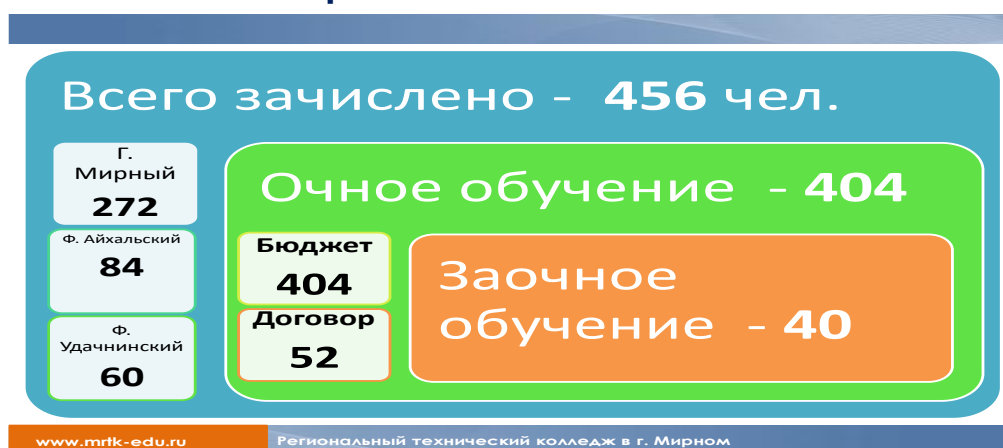 Всего зачислено - 456 чел.
Г.
Мирный
272
Ф. Айхальский
84
Ф.
Удачнинский
60
Очное обучение - 404
Бюджет
404
Договор
52
Заочное
обучение - 40
www.mrtk-edu.ru
Региональный технический колледж в г. Мирном